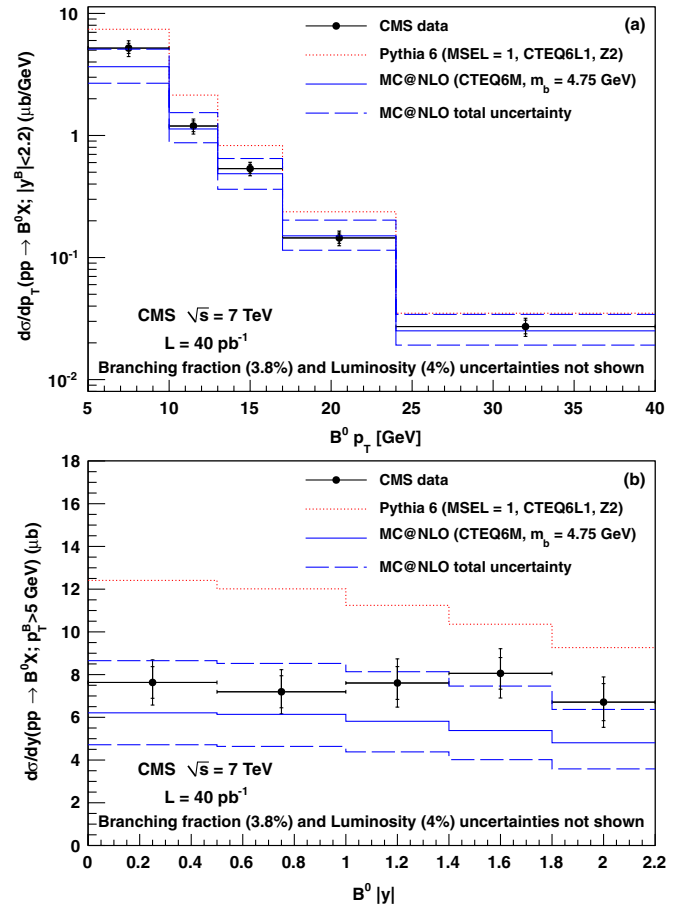 (a)
CMS data
Pythia 6 (MSEL = 1, CTEQ6L1, Z2)
MC@NLO (CTEQ6M, m_b = 4.75 GeV)
MC@NLO total uncertainty
dσ/dp_T(pp → B⁰X; |y^B|<2.2) (μb/GeV)
10
1
10⁻¹
10⁻²
CMS √s = 7 TeV
L = 40 pb⁻¹
Branching fraction (3.8%) and Luminosity (4%) uncertainties not shown
5 10 15 20 25 30 35 40
B⁰ p_T [GeV]
(b)
CMS data
Pythia 6 (MSEL = 1, CTEQ6L1, Z2)
MC@NLO (CTEQ6M, m_b = 4.75 GeV)
MC@NLO total uncertainty
dσ/dy(pp → B⁰X; p_T^B>5 GeV) (μb)
18
16
14
12
10
8
6
4
2
0
CMS √s = 7 TeV
L = 40 pb⁻¹
Branching fraction (3.8%) and Luminosity (4%) uncertainties not shown
0 0.2 0.4 0.6 0.8 1 1.2 1.4 1.6 1.8 2 2.2
B⁰ |y|